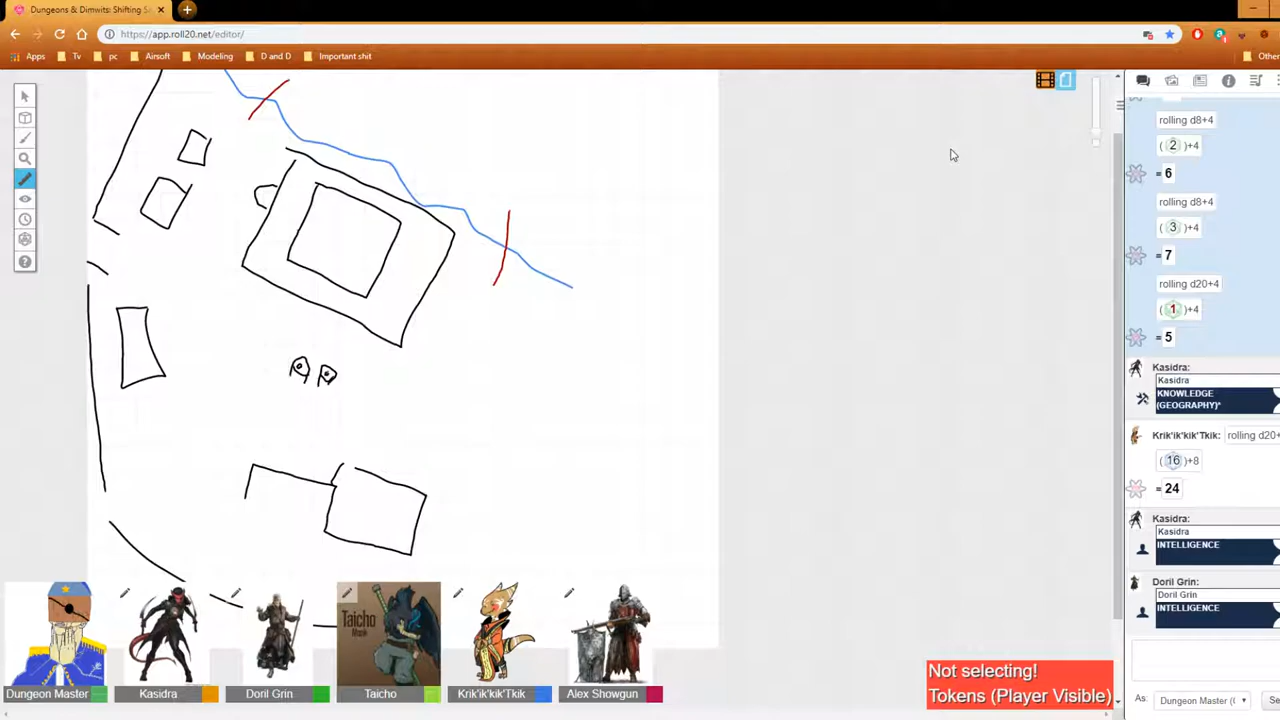 Dungeons & Dimwits: Shifting S
https://app.roll20.net/editor/
Apps Tv pc Airsoft Modeling D and D Important shit Other
rolling d8+4
(2)+4
= 6
rolling d8+4
(3)+4
= 7
rolling d20+4
(1)+4
= 5
Kasidra:
Kasidra
KNOWLEDGE
(GEOGRAPHY)*
Krik'ik'kik'Tkik: rolling d20+
(16)+8
= 24
Kasidra:
Kasidra
INTELLIGENCE
Doril Grin:
Doril Grin
INTELLIGENCE
Taicho
Not selecting!
Tokens (Player Visible)
Dungeon Master Kasidra Doril Grin Taicho Krik'ik'kik'Tkik Alex Showgun
As: Dungeon Master (
Se